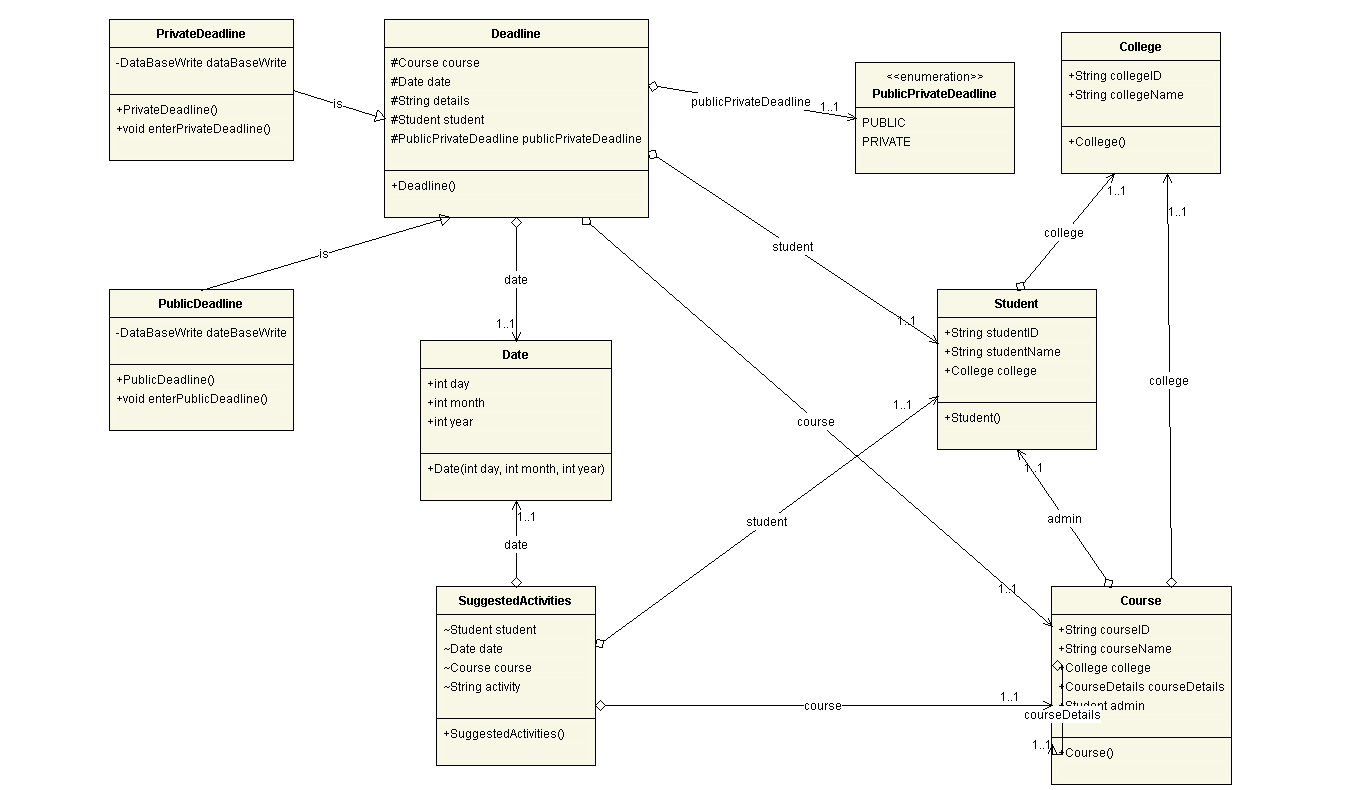 PrivateDeadline
-DataBaseWrite dataBaseWrite
+PrivateDeadline()
+void enterPrivateDeadline()
is
Deadline
#Course course
#Date date
#String details
#Student student
#PublicPrivateDeadline publicPrivateDeadline
+Deadline()
publicPrivateDeadline
1..1
<<enumeration>>
PublicPrivateDeadline
PUBLIC
PRIVATE
College
+String collegeID
+String collegeName
+College()
1..1
1..1
college
student
1..1
is
date
1..1
PublicDeadline
-DataBaseWrite dateBaseWrite
+PublicDeadline()
+void enterPublicDeadline()
Date
+int day
+int month
+int year
+Date(int day, int month, int year)
Student
+String studentID
+String studentName
+College college
+Student()
1..1
college
course
1..1
1..1
admin
student
1..1
date
1..1
SuggestedActivities
~Student student
~Date date
~Course course
~String activity
+SuggestedActivities()
course
1..1
Course
+String courseID
+String courseName
+College college
+CourseDetails courseDetails
+Student admin
courseDetails
1..1
+Course()